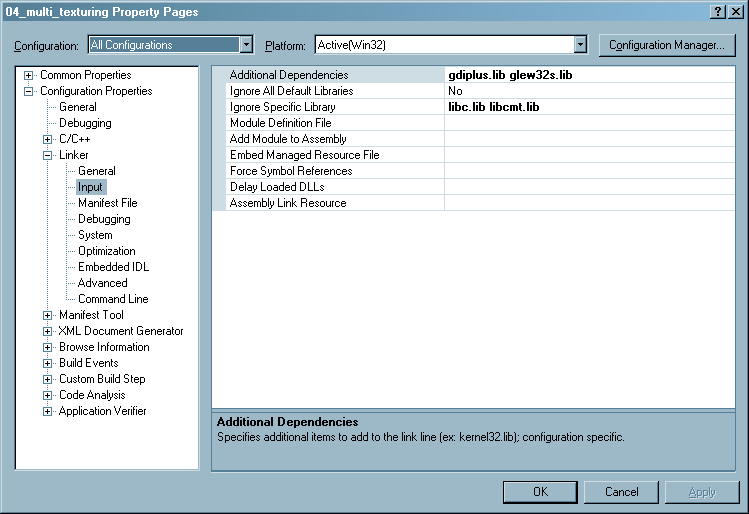 04_multi_texturing Property Pages
Configuration: All Configurations Platform: Active(Win32) Configuration Manager...
Common Properties
Configuration Properties
General
Debugging
C/C++
Linker
General
Input
Manifest File
Debugging
System
Optimization
Embedded IDL
Advanced
Command Line
Manifest Tool
XML Document Generator
Browse Information
Build Events
Custom Build Step
Code Analysis
Application Verifier
Additional Dependencies gdiplus.lib glew32s.lib
Ignore All Default Libraries No
Ignore Specific Library libc.lib libcmt.lib
Module Definition File
Add Module to Assembly
Embed Managed Resource File
Force Symbol References
Delay Loaded DLLs
Assembly Link Resource
Additional Dependencies
Specifies additional items to add to the link line (ex: kernel32.lib); configuration specific.
OK Cancel Apply